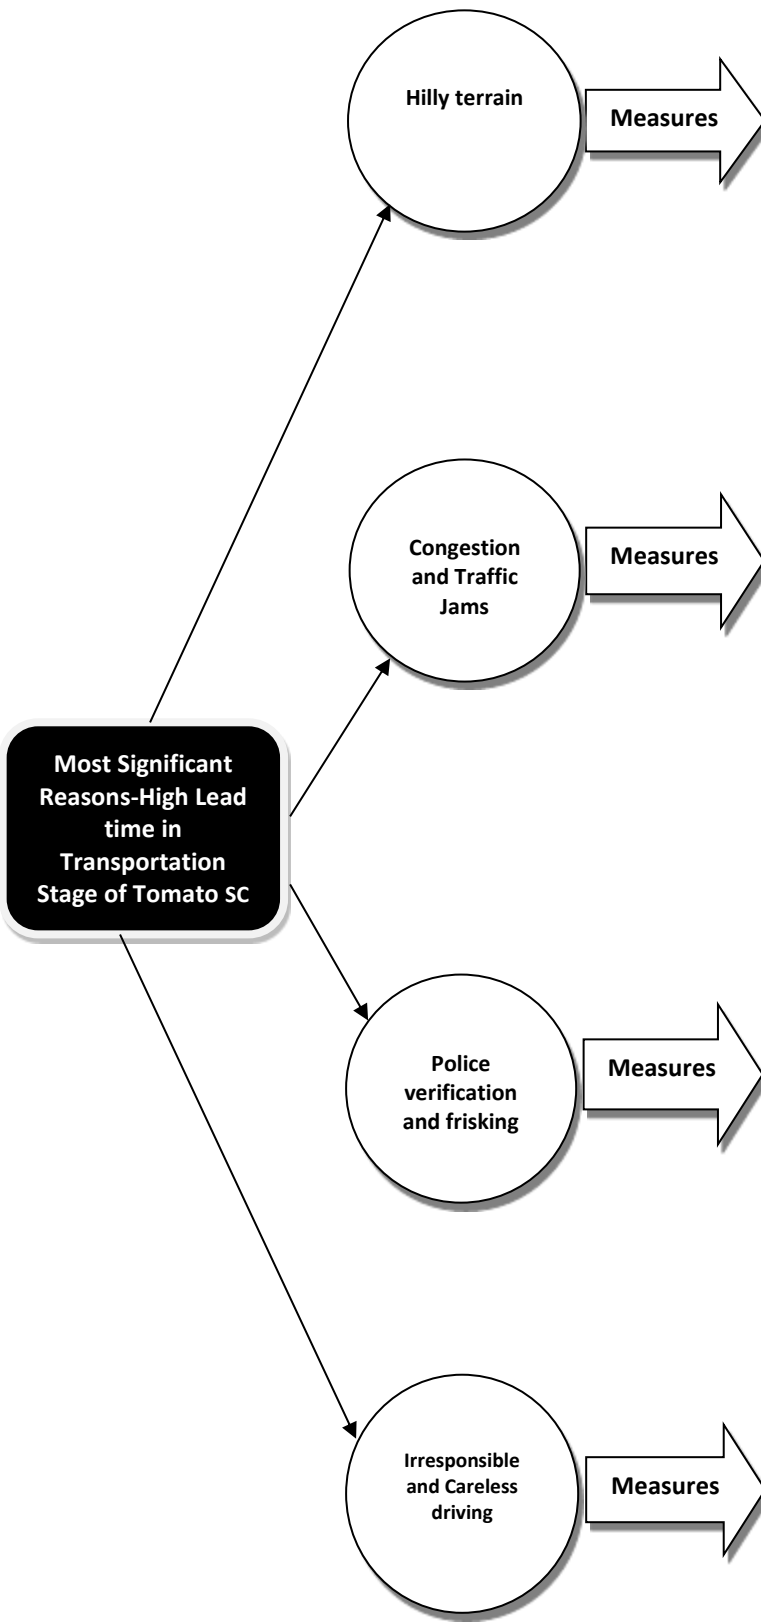 Hilly terrain
Measures
Congestion
and Traffic
Jams
Measures
Most Significant
Reasons-High Lead
time in
Transportation
Stage of Tomato SC
Police
verification
and frisking
Measures
Irresponsible
and Careless
driving
Measures